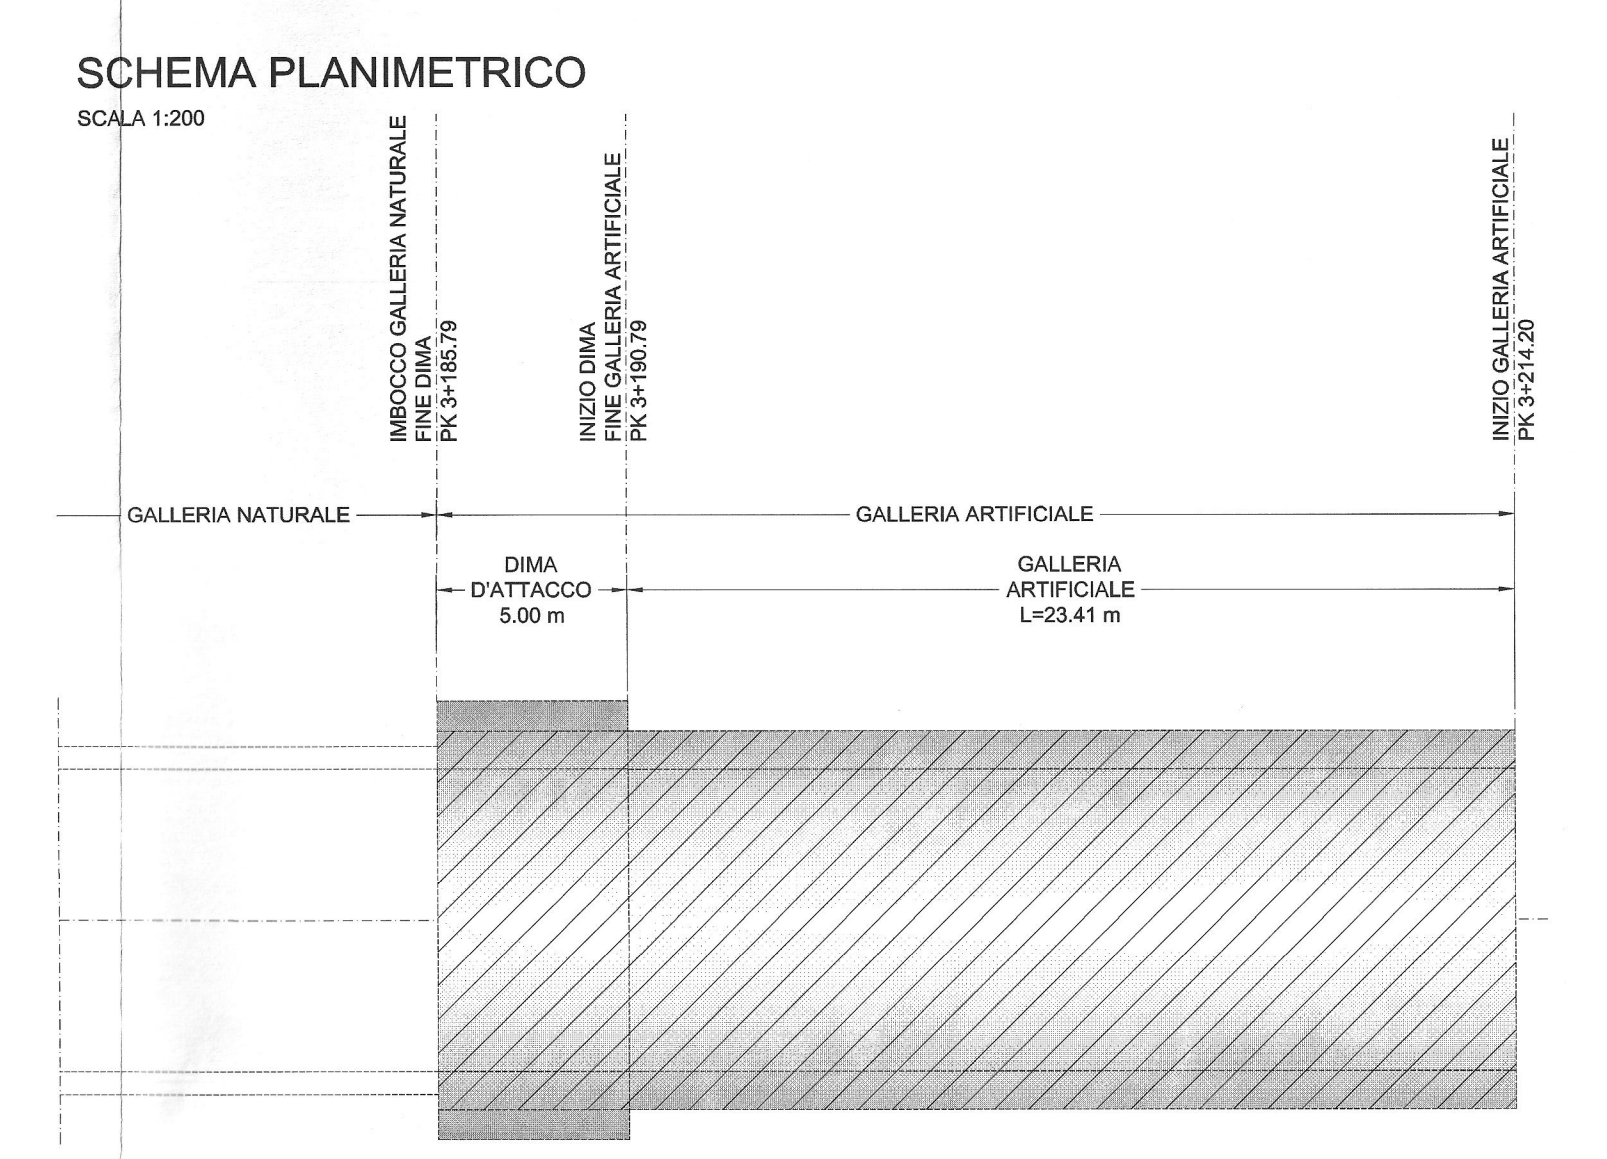 SCHEMA PLANIMETRICO
SCALA 1:200
IMBOCCO GALLERIA NATURALE
FINE DIMA
PK 3+185.79
INIZIO DIMA
FINE GALLERIA ARTIFICIALE
PK 3+190.79
INIZIO GALLERIA ARTIFICIALE
PK 3+214.20
GALLERIA NATURALE
GALLERIA ARTIFICIALE
DIMA
D'ATTACCO
5.00 m
GALLERIA
ARTIFICIALE
L=23.41 m